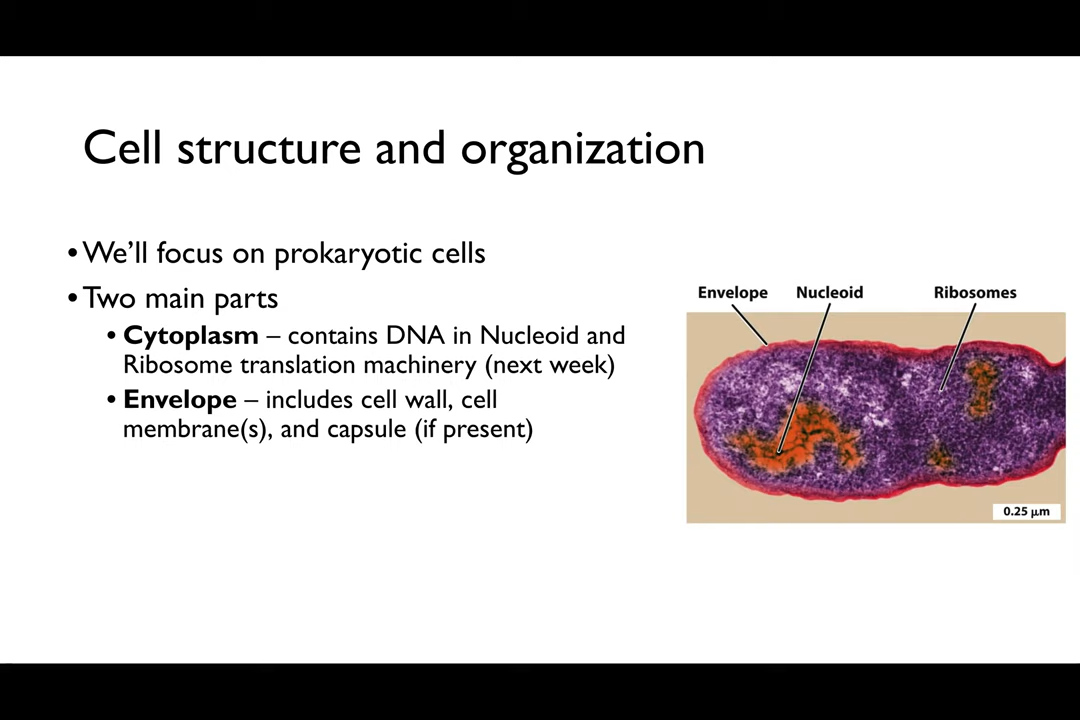 Cell structure and organization
• We’ll focus on prokaryotic cells
• Two main parts
• Cytoplasm – contains DNA in Nucleoid and
Ribosome translation machinery (next week)
• Envelope – includes cell wall, cell
membrane(s), and capsule (if present)
Envelope Nucleoid Ribosomes
0.25 μm